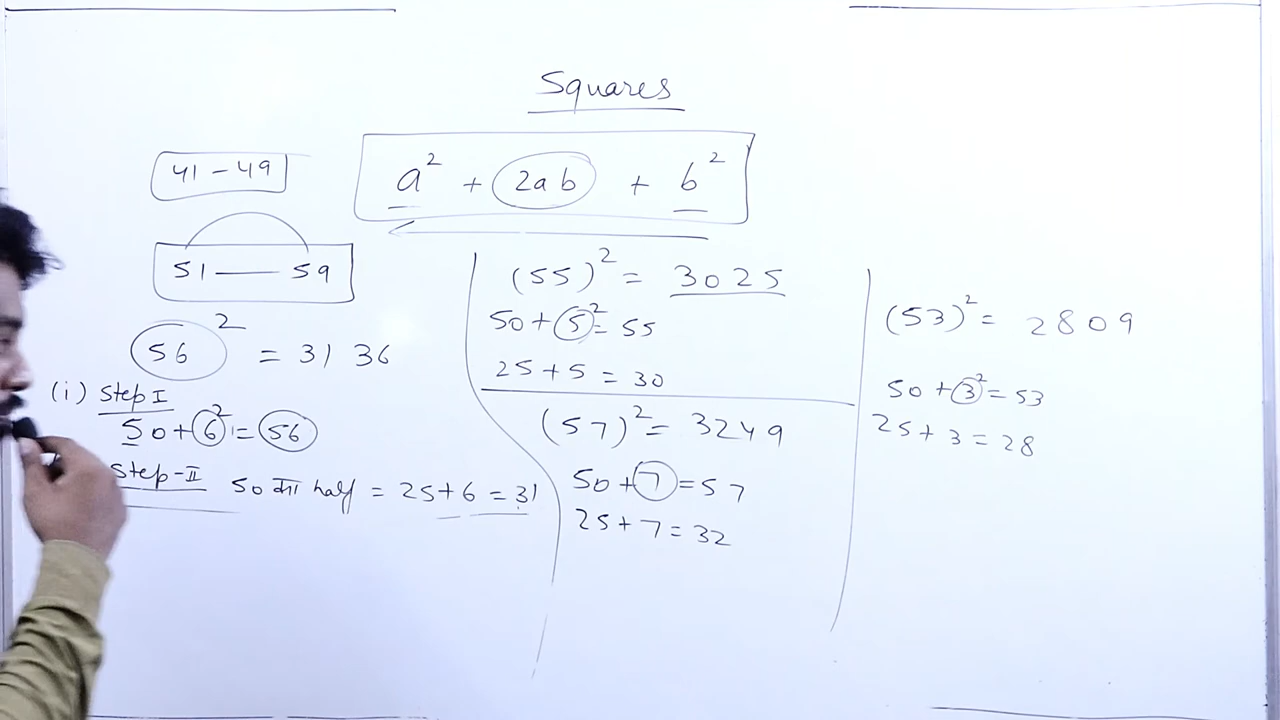 Squares
41 - 49
a² + 2ab + b²
51 — 59
56² = 3136
(i) Step I
50 + 6² = 56
Step-II 50 का half = 25 + 6 = 31
(55)² = 3025
50 + 5² = 55
25 + 5 = 30
(57)² = 3249
50 + 7 = 57
25 + 7 = 32
(53)² = 2809
50 + 3² = 53
25 + 3 = 28